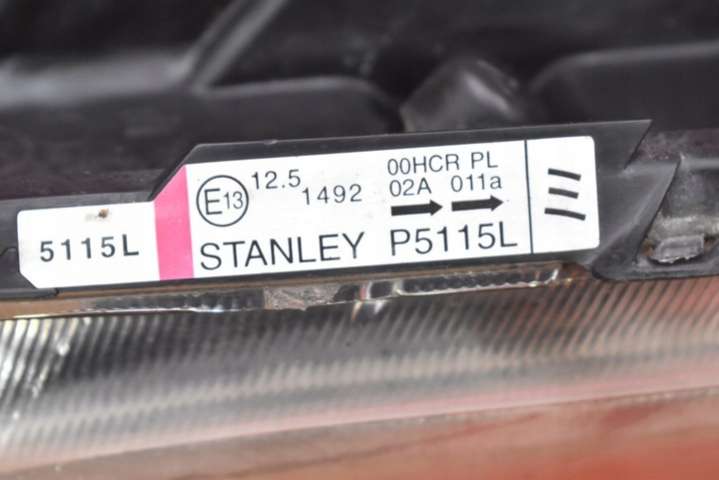 5115L
E13 12.5 1492
00HCR PL
02A 011a
STANLEY P5115L